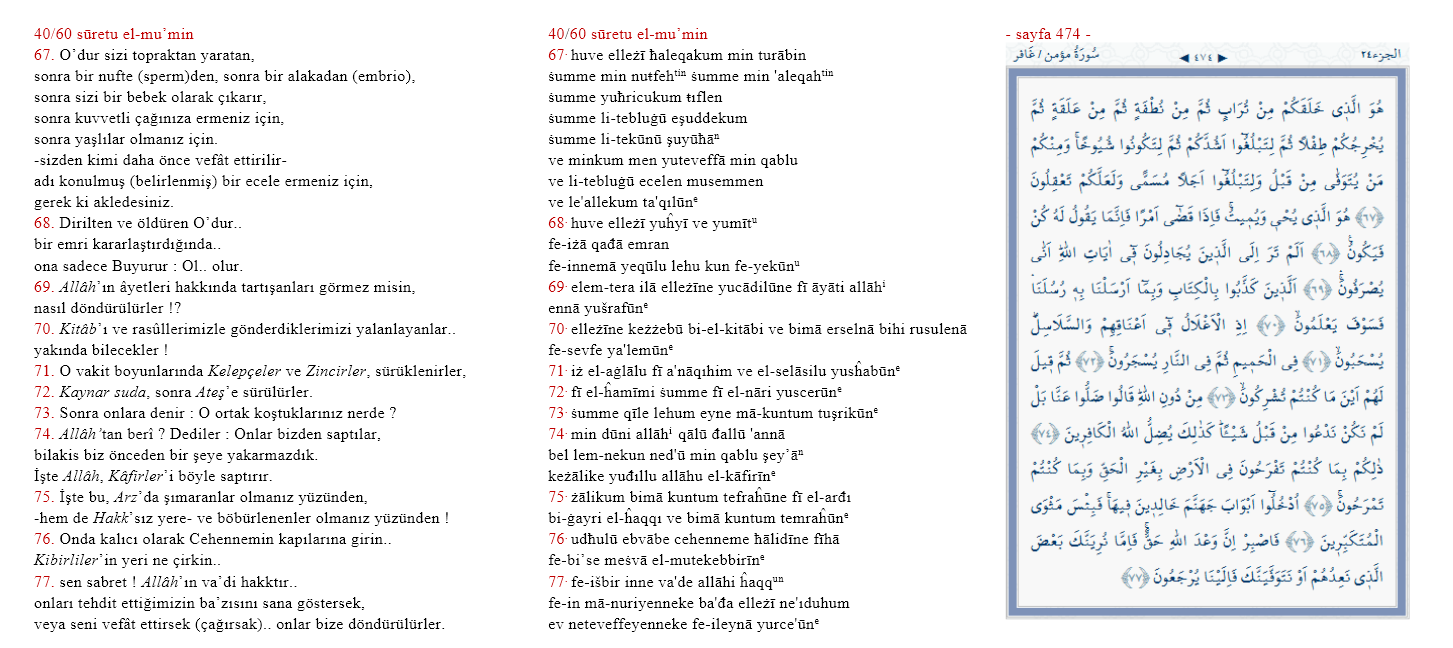 40/60 sūretu el-mu’min
67. O’dur sizi topraktan yaratan,
sonra bir nufte (sperm)den, sonra bir alakadan (embrio),
sonra sizi bir bebek olarak çıkarır,
sonra kuvvetli çağınıza ermeniz için,
sonra yaşlılar olmanız için.
-sizden kimi daha önce vefât ettirilir-
adı konulmuş (belirlenmiş) bir ecele ermeniz için,
gerek ki akledesiniz.
68. Dirilten ve öldüren O’dur..
bir emri kararlaştırdığında..
ona sadece Buyurur : Ol.. olur.
69. Allâh’ın âyetleri hakkında tartışanları görmez misin,
nasıl döndürülürler !?
70. Kitâb’ı ve rasûllerimizle gönderdiklerimizi yalanlayanlar..
yakında bilecekler !
71. O vakit boyunlarında Kelepçeler ve Zincirler, sürüklenirler,
72. Kaynar suda, sonra Ateş’e sürülürler.
73. Sonra onlara denir : O ortak koştuklarınız nerde ?
74. Allâh’tan berî ? Dediler : Onlar bizden saptılar,
bilakis biz önceden bir şeye yakarmazdık.
İşte Allâh, Kâfirler’i böyle saptırır.
75. İşte bu, Arz’da şımaranlar olmanız yüzünden,
-hem de Hakk’sız yere- ve böbürlenenler olmanız yüzünden !
76. Onda kalıcı olarak Cehennemin kapılarına girin..
Kibirliler’in yeri ne çirkin..
77. sen sabret ! Allâh’ın va’di hakktır..
onları tehdit ettiğimizin ba’zısını sana göstersek,
veya seni vefât ettirsek (çağırsak).. onlar bize döndürülürler.
40/60 sūretu el-mu’min
67. huve elleżī ħaleqakum min turābin
ṡumme min nuŧfehtin ṡumme min 'aleqahtin
ṡumme yuħricukum ŧıflen
ṡumme li-tebluġū eşuddekum
ṡumme li-tekūnū şuyūħān
ve minkum men yuteveffā min qablu
ve li-tebluġū ecelen musemmen
ve le'allekum ta'qılūne
68. huve elleżī yuĥyī ve yumītu
fe-iżā qađā emran
fe-innemā yeqūlu lehu kun fe-yekūnu
69. elem-tera ilā elleżīne yucādilūne fī āyāti allāhi
ennā yušrafūne
70. elleżīne keżżebū bi-el-kitābi ve bimā erselnā bihi rusulenā
fe-sevfe ya'lemūne
71. iż el-aġlālu fī a'nāqıhim ve el-selāsilu yusĥabūne
72. fī el-ĥamīmi ṡumme fī el-nāri yuscerūne
73. ṡumme qīle lehum eyne mā-kuntum tuşrikūne
74. min dūni allāhi qālū đallū 'annā
bel lem-nekun ned'ū min qablu şey’ān
keżālike yuđıllu allāhu el-kāfirīne
75. żālikum bimā kuntum tefraĥūne fī el-arđı
bi-ġayri el-ĥaqqı ve bimā kuntum temraĥūne
76. udħulū ebvābe cehenneme ħālidīne fīhā
fe-bi’se meṡvā el-mutekebbirīne
77. fe-išbir inne va'de allāhi ĥaqqun
fe-in mā-nuriyenneke ba'đa elleżī ne'ıduhum
ev neteveffeyenneke fe-ileynā yurce'ūne
- sayfa 474 -
سُورَةُ مؤمن / غَافر ◀ ٤٧٤ ▶ الجزء٢٤
هُوَ الَّذِى خَلَقَكُمْ مِنْ تُرَابٍ ثُمَّ مِنْ نُطْفَةٍ ثُمَّ مِنْ عَلَقَةٍ ثُمَّ
يُخْرِجُكُمْ طِفْلًا ثُمَّ لِتَبْلُغُٓوا اَشُدَّكُمْ ثُمَّ لِتَكُونُوا شُيُوخًاۚ وَمِنْكُمْ
مَنْ يُتَوَفّٰى مِنْ قَبْلُ وَلِتَبْلُغُٓوا اَجَلًا مُسَمًّى وَلَعَلَّكُمْ تَعْقِلُونَ
﴿٦٧﴾ هُوَ الَّذِى يُحْيٖ وَيُمٖيتُۚ فَاِذَا قَضٰٓى اَمْرًا فَاِنَّمَا يَقُولُ لَهُ كُنْ
فَيَكُونُ۟ ﴿٦٨﴾ اَلَمْ تَرَ اِلَى الَّذٖينَ يُجَادِلُونَ فٖٓى اٰيَاتِ اللّٰهِۜ اَنّٰى
يُصْرَفُونَۚ ﴿٦٩﴾ اَلَّذٖينَ كَذَّبُوا بِالْكِتَابِ وَبِمَٓا اَرْسَلْنَا بِهٖ رُسُلَنَا۠
فَسَوْفَ يَعْلَمُونَۙ ﴿٧٠﴾ اِذِ الْاَغْلَالُ فٖٓى اَعْنَاقِهِمْ وَالسَّلَاسِلُۜ
يُسْحَبُونَۙ ﴿٧١﴾ فِى الْحَمٖيمِ ثُمَّ فِى النَّارِ يُسْجَرُونَۚ ﴿٧٢﴾ ثُمَّ قٖيلَ
لَهُمْ اَيْنَ مَا كُنْتُمْ تُشْرِكُونَۙ ﴿٧٣﴾ مِنْ دُونِ اللّٰهِۜ قَالُوا ضَلُّوا عَنَّا بَلْ
لَمْ نَكُنْ نَدْعُوا مِنْ قَبْلُ شَيْـًٔاۜ كَذٰلِكَ يُضِلُّ اللّٰهُ الْكَافِرٖينَ ﴿٧٤﴾
ذٰلِكُمْ بِمَا كُنْتُمْ تَفْرَحُونَ فِى الْاَرْضِ بِغَيْرِ الْحَقِّ وَبِمَا كُنْتُمْ
تَمْرَحُونَۚ ﴿٧٥﴾ اُدْخُلُٓوا اَبْوَابَ جَهَنَّمَ خَالِدٖينَ فٖيهَاۚ فَبِئْسَ مَثْوَى
الْمُتَكَبِّرٖينَ ﴿٧٦﴾ فَاصْبِرْ اِنَّ وَعْدَ اللّٰهِ حَقٌّۚ فَاِمَّا نُرِيَنَّكَ بَعْضَ
الَّذٖى نَعِدُهُمْ اَوْ نَتَوَفَّيَنَّكَ فَاِلَيْنَا يُرْجَعُونَ ﴿٧٧﴾